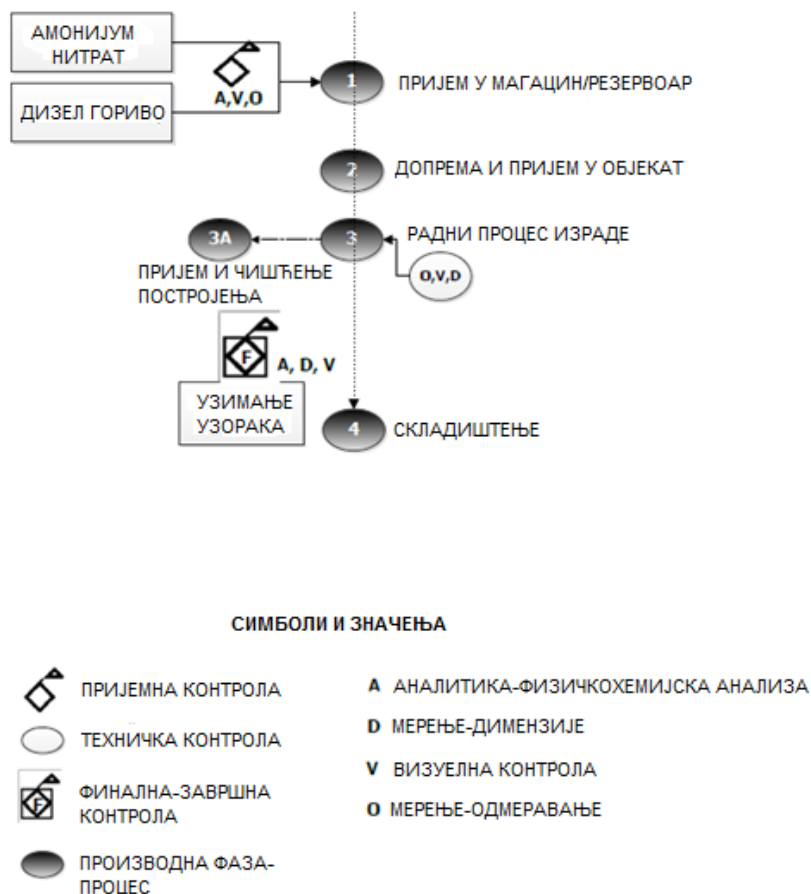 АМОНИЈУМ
НИТРАТ
A,V,O
1
ПРИЈЕМ У МАГАЦИН/РЕЗЕРВОАР
ДИЗЕЛ ГОРИВО
2
ДОПРЕМА И ПРИЈЕМ У ОБЈЕКАТ
3А
3
РАДНИ ПРОЦЕС ИЗРАДЕ
O,V,D
ПРИЈЕМ И ЧИШЋЕЊЕ
ПОСТРОЈЕЊА
F
A, D, V
УЗИМАЊЕ
УЗОРАКА
4
СКЛАДИШТЕЊЕ
СИМБОЛИ И ЗНАЧЕЊА
ПРИЈЕМНА КОНТРОЛА
ТЕХНИЧКА КОНТРОЛА
F
ФИНАЛНА-ЗАВРШНА
КОНТРОЛА
ПРОИЗВОДНА ФАЗА-
ПРОЦЕС
A АНАЛИТИКА-ФИЗИЧКОХЕМИЈСКА АНАЛИЗА
D МЕРЕЊЕ-ДИМЕНЗИЈЕ
V ВИЗУЕЛНА КОНТРОЛА
O МЕРЕЊЕ-ОДМЕРАВАЊЕ